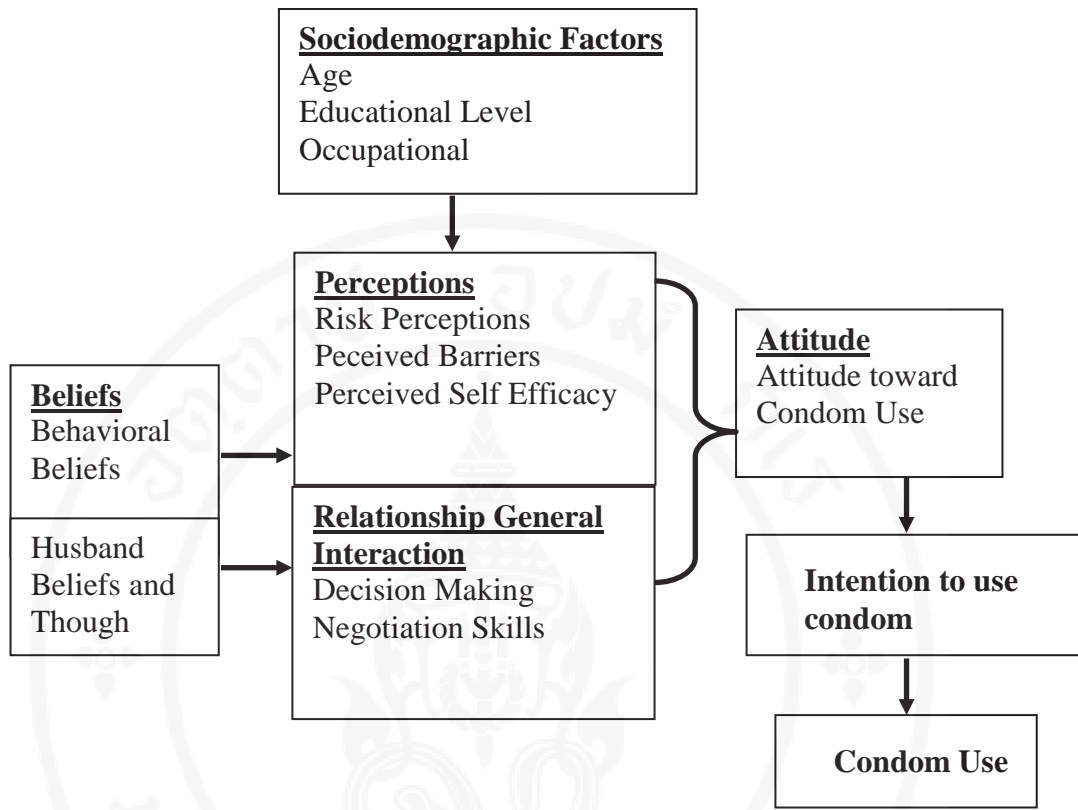 Sociodemographic Factors
Age
Educational Level
Occupational
Perceptions
Risk Perceptions
Peceived Barriers
Perceived Self Efficacy
Attitude
Attitude toward
Condom Use
Beliefs
Behavioral
Beliefs
Husband
Beliefs and
Though
Relationship General
Interaction
Decision Making
Negotiation Skills
Intention to use
condom
Condom Use